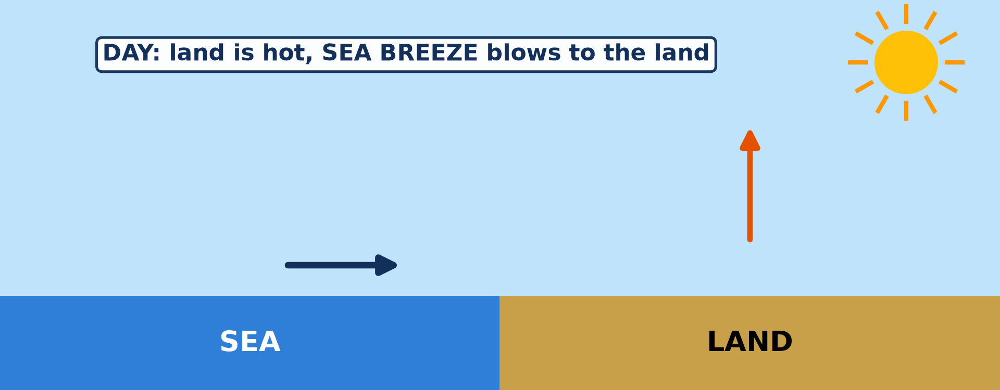 DAY: land is hot, SEA BREEZE blows to the land
SEA
LAND